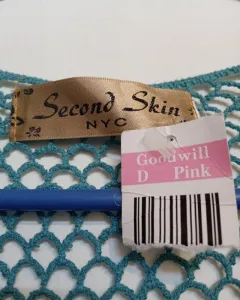 Second Skin
NYC
Goodwill
D Pink